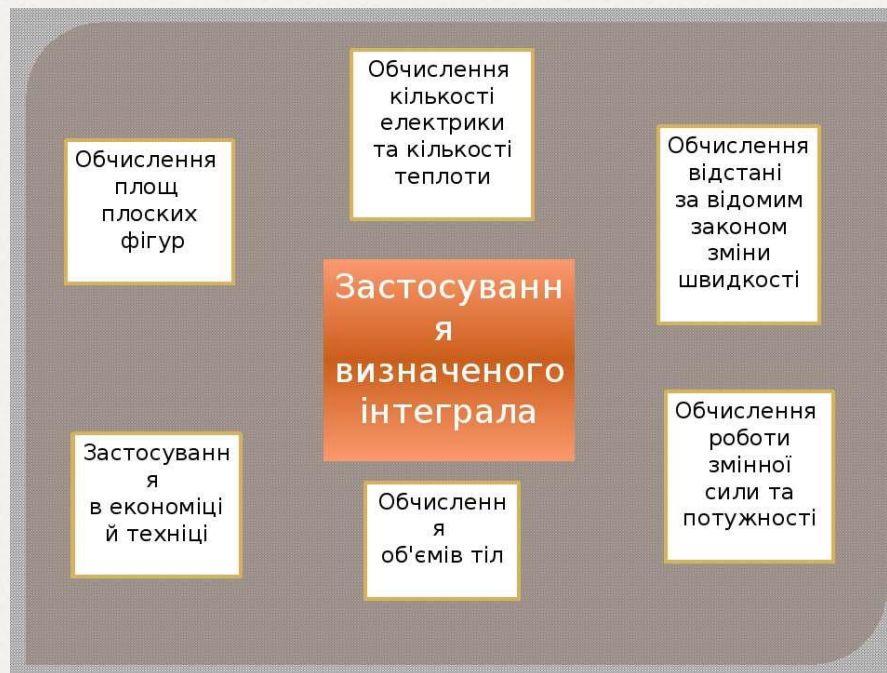 Обчислення
кількості
електрики
та кількості
теплоти
Обчислення
площ
плоских
фігур
Обчислення
відстані
за відомим
законом
зміни
швидкості
Застосуванн
я
визначеного
інтеграла
Обчислення
роботи
змінної
сили та
потужності
Застосуванн
я
в економіці
й техніці
Обчисленн
я
об'ємів тіл